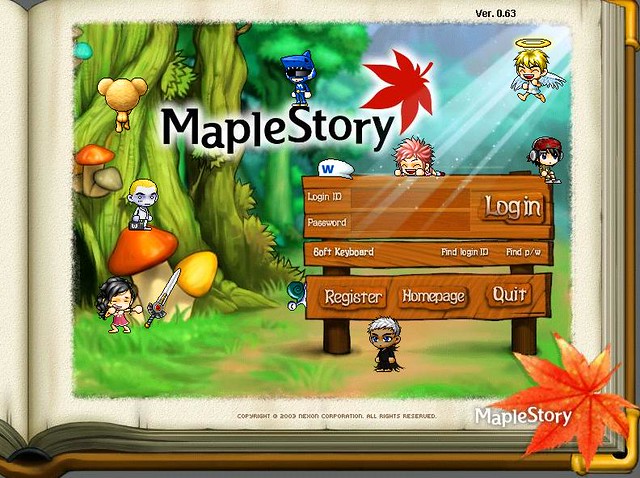 Ver. 0.63
MapleStory
W
Login ID
Login
Password
Soft Keyboard Find login ID Find p/w
Register Homepage Quit
COPYRIGHT © 2003 NEXON CORPORATION. ALL RIGHTS RESERVED.
MapleStory